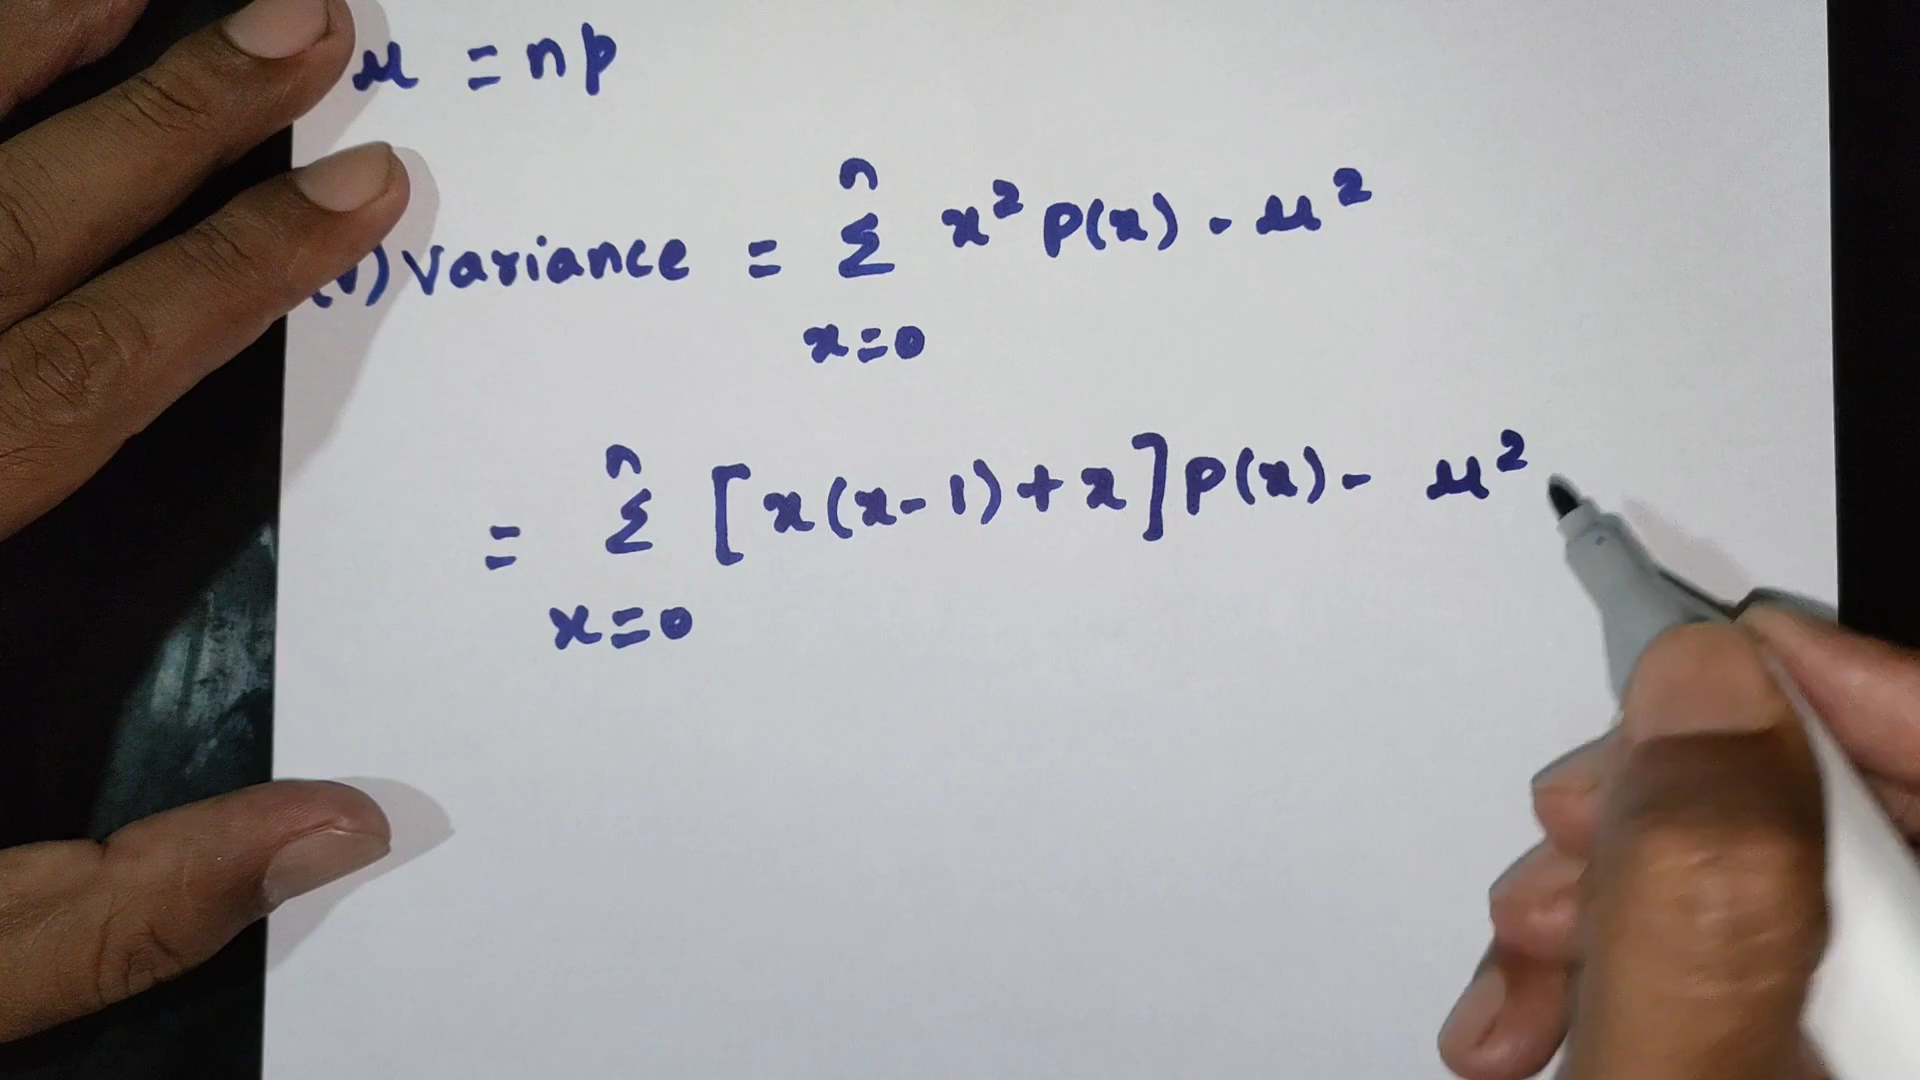 μ = np
) Variance = n Σ x=0 x² P(x) - μ²
= n Σ x=0 [x(x-1)+x] P(x) - μ²